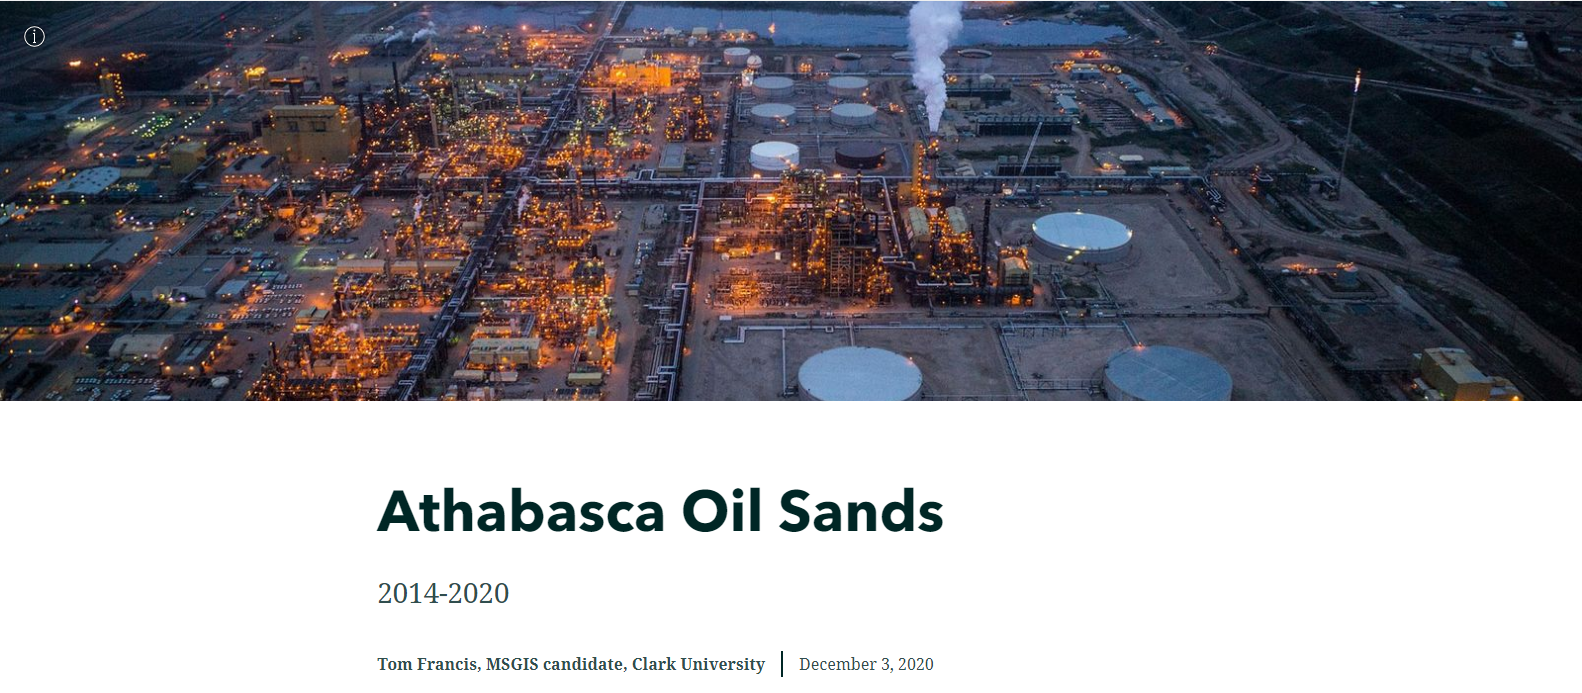 Athabasca Oil Sands
2014-2020
Tom Francis, MSGIS candidate, Clark University | December 3, 2020